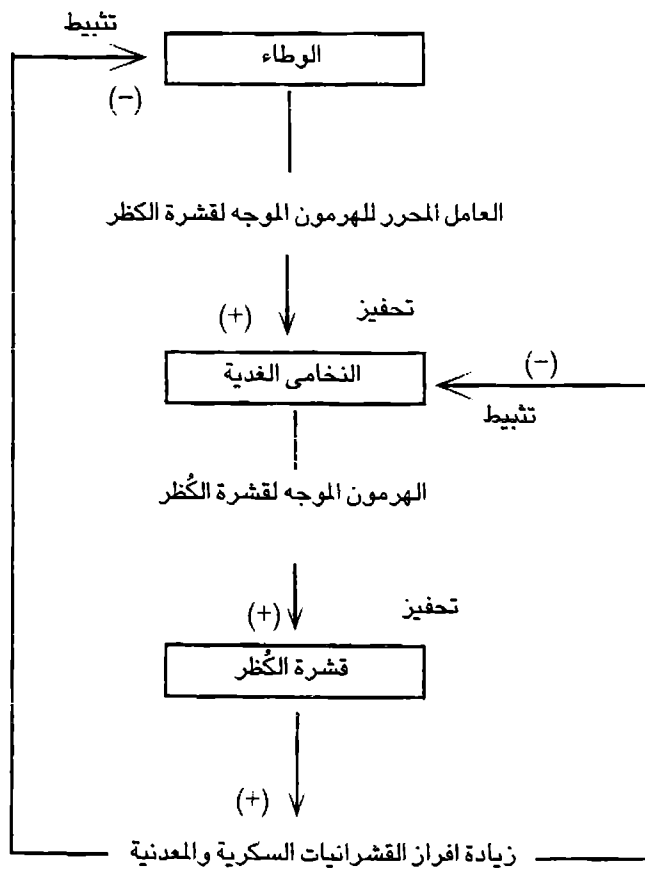 تثبيط
الوطاء
(−)
العامل المحرر للهرمون الموجه لقشرة الكظر
تحفيز
(+)
النخامى الغدية
(−)
تثبيط
الهرمون الموجه لقشرة الكُظر
تحفيز
(+)
قشرة الكُظر
(+)
زيادة افراز القشرانيات السكرية والمعدنية